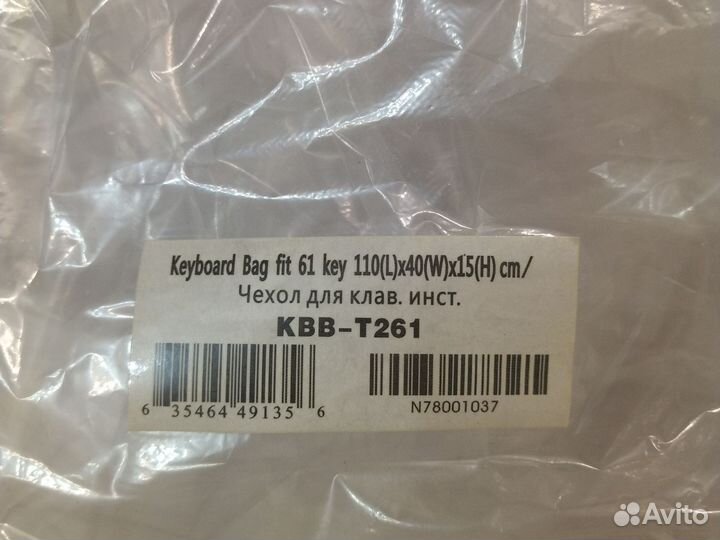 Keyboard Bag fit 61 key 110(L)x40(W)x15(H) cm/
Чехол для клав. инст.
KBB-T261
6 35464 49135 6
N78001037
Avito